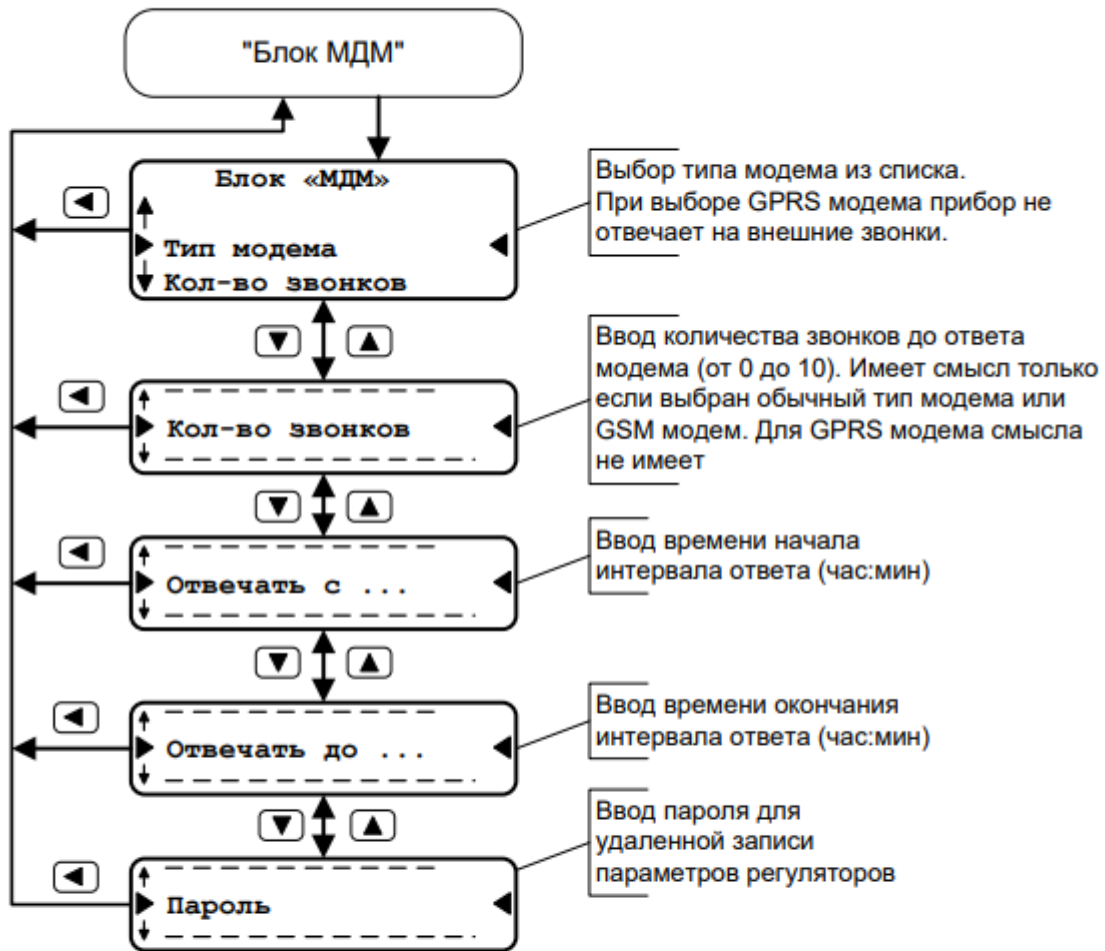 "Блок МДМ"
Блок «МДМ»
Тип модема
Кол-во звонков
Выбор типа модема из списка.
При выборе GPRS модема прибор не
отвечает на внешние звонки.
Кол-во звонков
Ввод количества звонков до ответа
модема (от 0 до 10). Имеет смысл только
если выбран обычный тип модема или
GSM модем. Для GPRS модема смысла
не имеет
Отвечать с ...
Ввод времени начала
интервала ответа (час:мин)
Отвечать до ...
Ввод времени окончания
интервала ответа (час:мин)
Пароль
Ввод пароля для
удаленной записи
параметров регуляторов